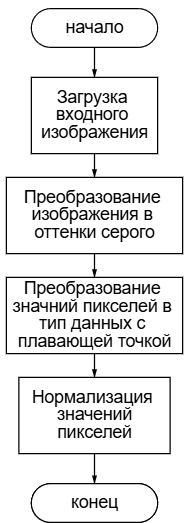 начало
Загрузка
входного
изображения
Преобразование
изображения в
оттенки серого
Преобразование
значний пикселей в
тип данных с
плавающей точкой
Нормализация
значений
пикселей
конец